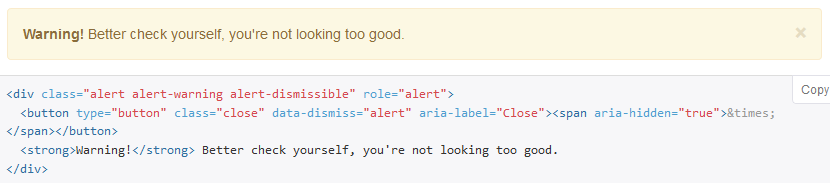 Warning! Better check yourself, you're not looking too good. ×
Copy
<div class="alert alert-warning alert-dismissible" role="alert">
  <button type="button" class="close" data-dismiss="alert" aria-label="Close"><span aria-hidden="true">&times;
</span></button>
  <strong>Warning!</strong> Better check yourself, you're not looking too good.
</div>